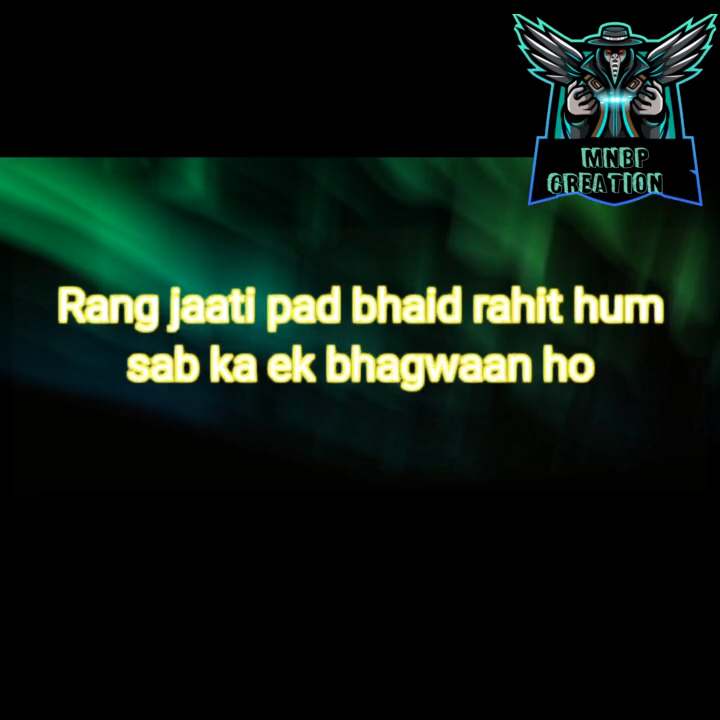 MNBP
CREATION
Rang jaati pad bhaid rahit hum
sab ka ek bhagwaan ho